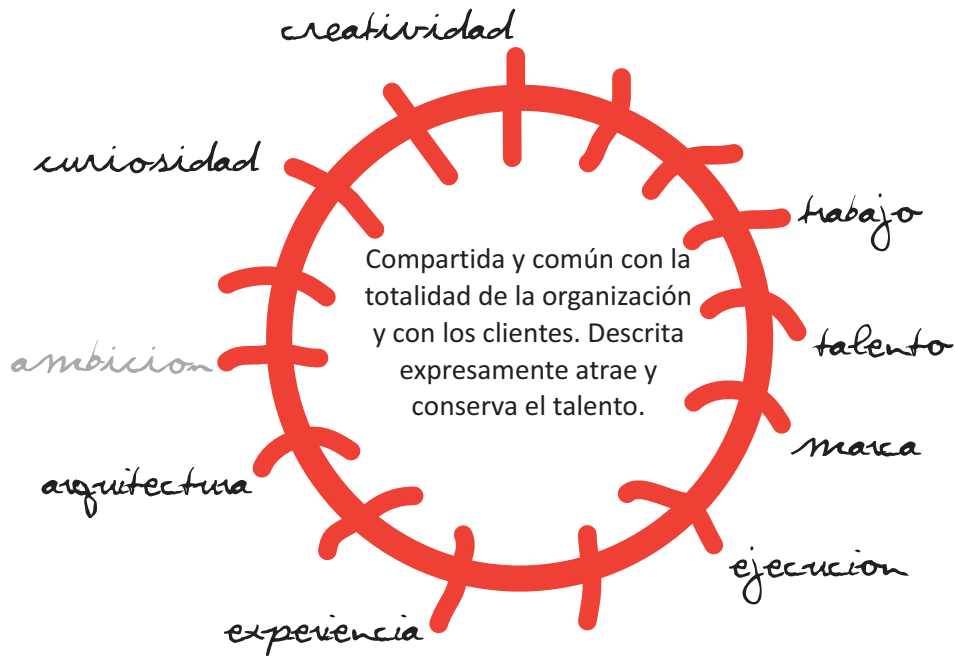 creatividad
curiosidad
trabajo
Compartida y común con la
totalidad de la organización
y con los clientes. Descrita
expresamente atrae y
conserva el talento.
talento
ambicion
marca
arquitectura
ejecucion
experiencia